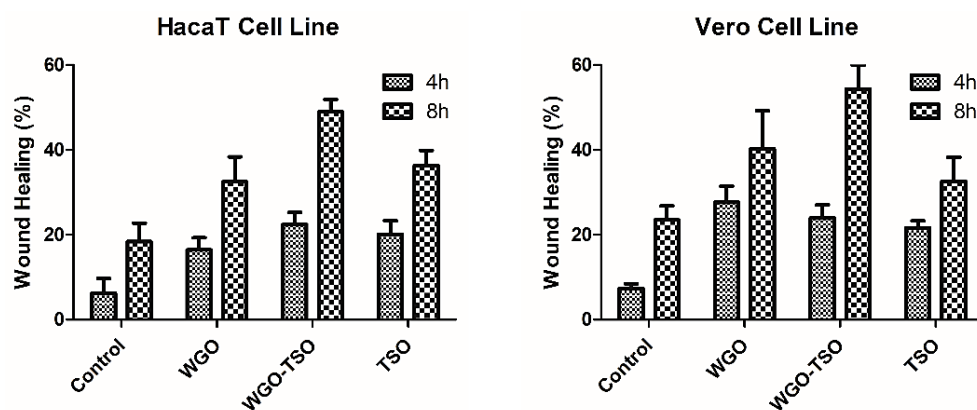 HacaT Cell Line
Wound Healing (%)
60
40
20
0
4h
8h
Control
WGO
WGO-TSO
TSO
Vero Cell Line
Wound Healing (%)
60
40
20
0
4h
8h
Control
WGO
WGO-TSO
TSO